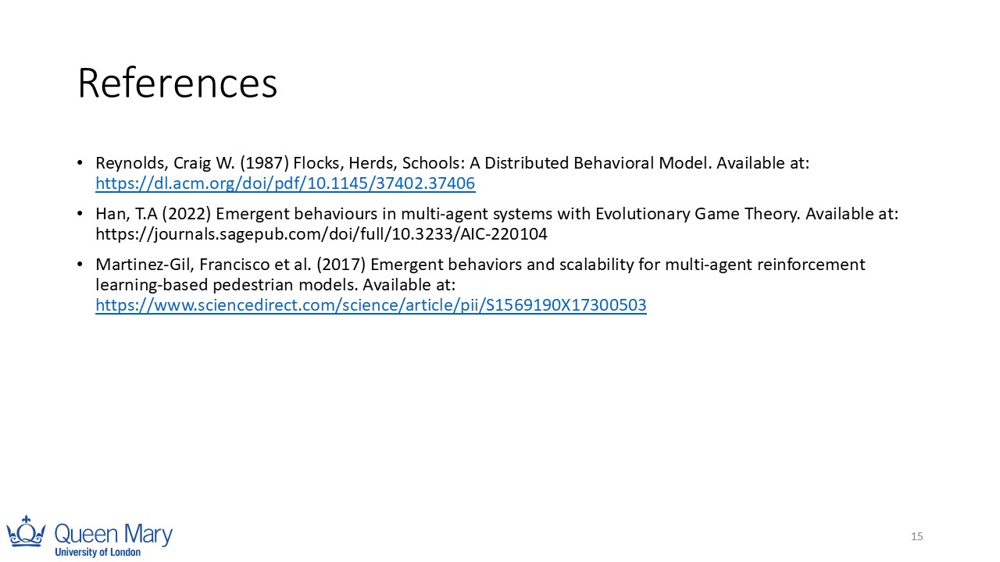 References
• Reynolds, Craig W. (1987) Flocks, Herds, Schools: A Distributed Behavioral Model. Available at:
https://dl.acm.org/doi/pdf/10.1145/37402.37406
• Han, T.A (2022) Emergent behaviours in multi-agent systems with Evolutionary Game Theory. Available at:
https://journals.sagepub.com/doi/full/10.3233/AIC-220104
• Martinez-Gil, Francisco et al. (2017) Emergent behaviors and scalability for multi-agent reinforcement
learning-based pedestrian models. Available at:
https://www.sciencedirect.com/science/article/pii/S1569190X17300503
Queen Mary
University of London
15